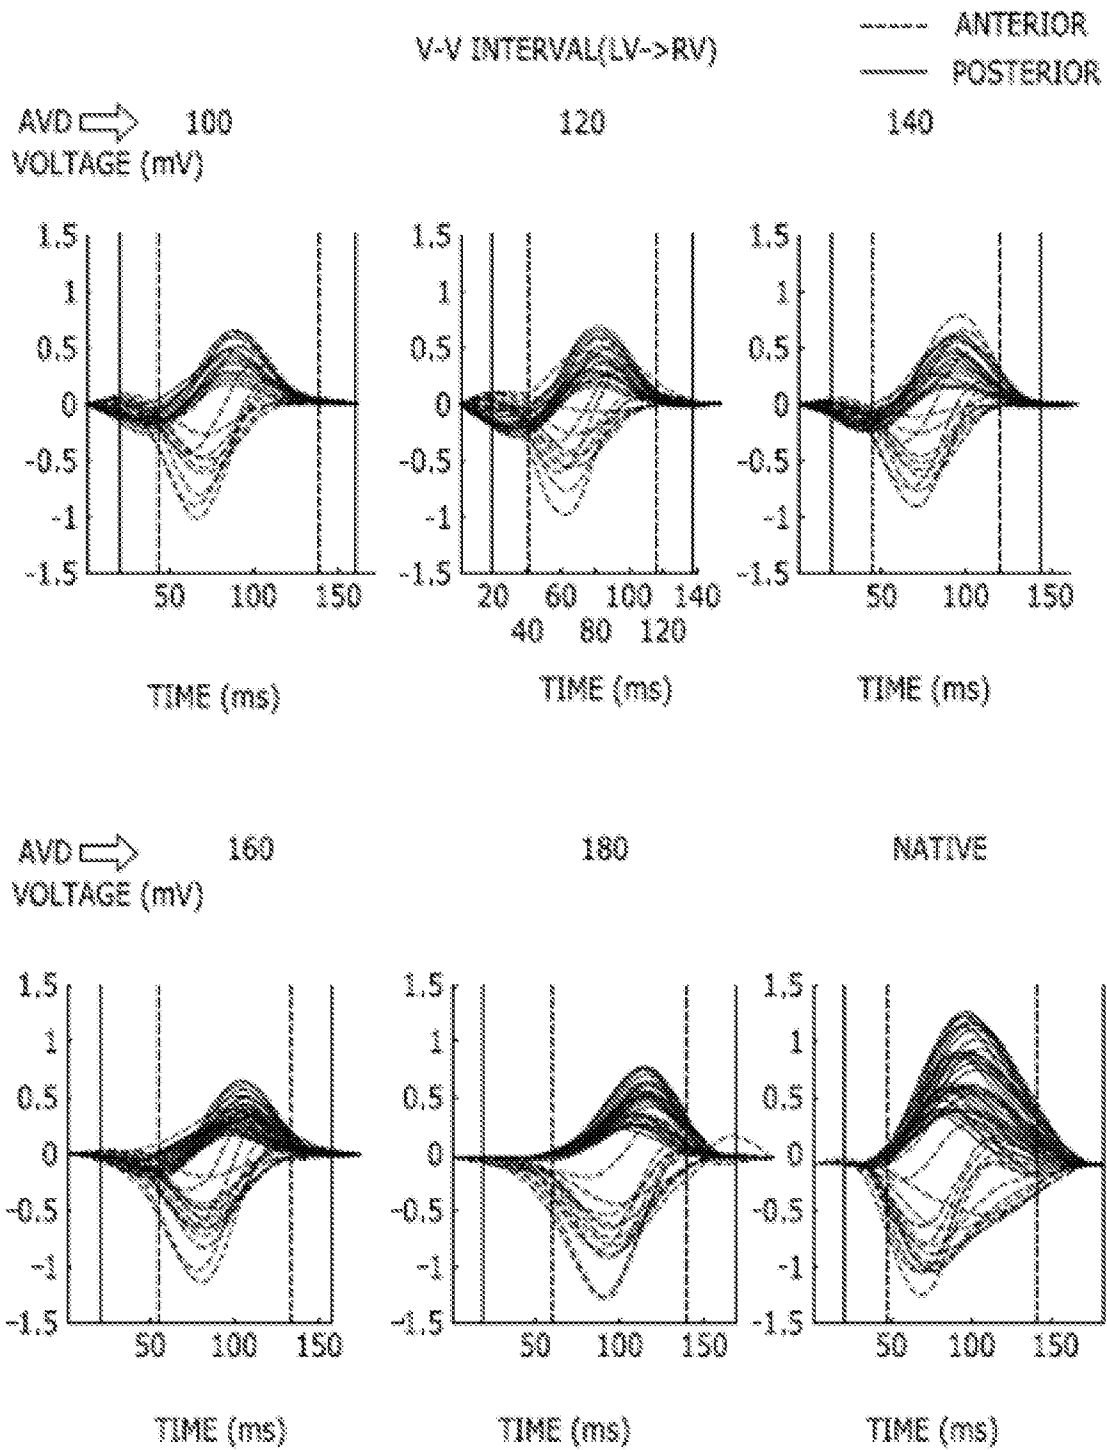 ANTERIOR
V-V INTERVAL(LV->RV)
POSTERIOR
AVD 100 120 140
VOLTAGE (mV)
1.5 1.5 1.5
1 1 1
0.5 0.5 0.5
0 0 0
-0.5 -0.5 -0.5
-1 -1 -1
-1.5 -1.5 -1.5
50 100 150 20 60 100 140 50 100 150
40 80 120
TIME (ms) TIME (ms) TIME (ms)
AVD 160 180 NATIVE
VOLTAGE (mV)
1.5 1.5 1.5
1 1 1
0.5 0.5 0.5
0 0 0
-0.5 -0.5 -0.5
-1 -1 -1
-1.5 -1.5 -1.5
50 100 150 50 100 150 50 100 150
TIME (ms) TIME (ms) TIME (ms)